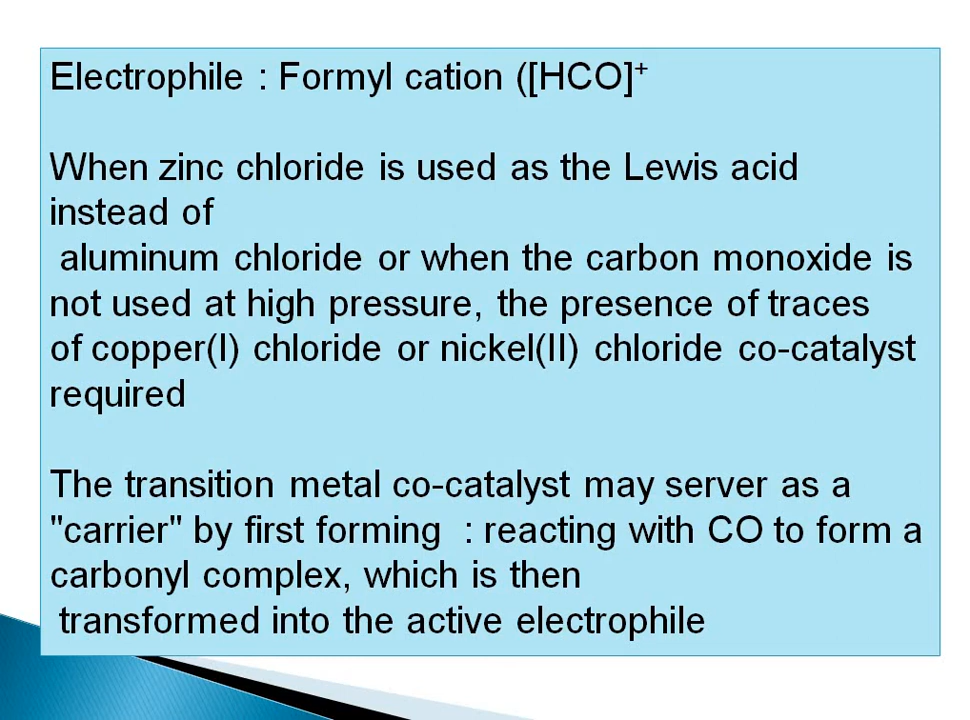 Electrophile : Formyl cation ([HCO]⁺
When zinc chloride is used as the Lewis acid
instead of
aluminum chloride or when the carbon monoxide is
not used at high pressure, the presence of traces
of copper(I) chloride or nickel(II) chloride co-catalyst
required
The transition metal co-catalyst may server as a
"carrier" by first forming : reacting with CO to form a
carbonyl complex, which is then
transformed into the active electrophile